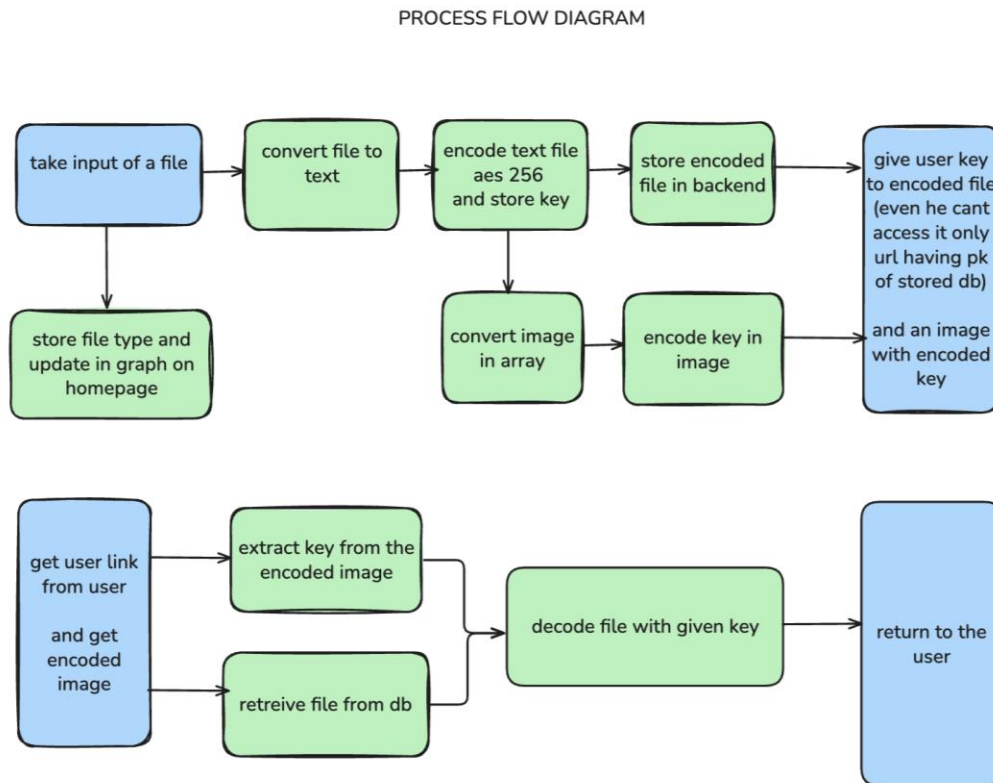 PROCESS FLOW DIAGRAM
take input of a file
convert file to
text
encode text file
aes 256
and store key
store encoded
file in backend
give user key
to encoded file
(even he cant
access it only
url having pk
of stored db)
and an image
with encoded
key
store file type and
update in graph on
homepage
convert image
in array
encode key in
image
get user link
from user
and get
encoded
image
extract key from the
encoded image
retreive file from db
decode file with given key
return to the
user